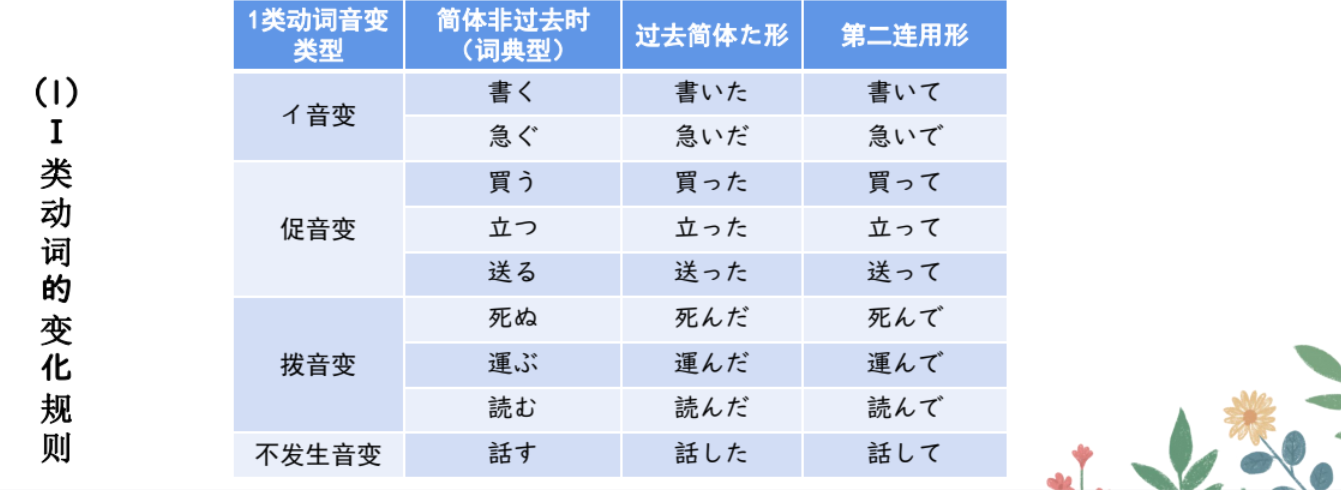 (1)I类动词的变化规则
1类动词音变类型 简体非过去时（词典型） 过去简体た形 第二连用形
イ音变 書く 書いた 書いて
急ぐ 急いだ 急いで
促音变 買う 買った 買って
立つ 立った 立って
送る 送った 送って
拨音变 死ぬ 死んだ 死んで
運ぶ 運んだ 運んで
読む 読んだ 読んで
不发生音变 話す 話した 話して